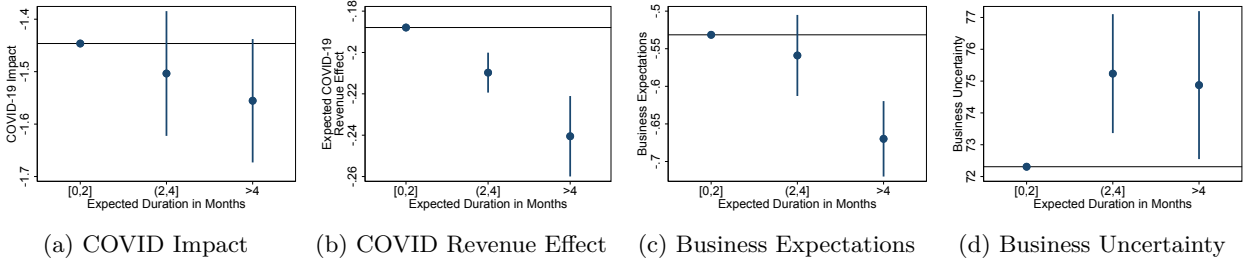 COVID-19 Impact
-1.4
-1.5
-1.6
-1.7
[0,2]
(2,4]
>4
Expected Duration in Months
(a) COVID Impact
Expected COVID-19
Revenue Effect
-.18
-.2
-.22
-.24
-.26
[0,2]
(2,4]
>4
Expected Duration in Months
(b) COVID Revenue Effect
Business Expectations
-.5
-.55
-.6
-.65
-.7
[0,2]
(2,4]
>4
Expected Duration in Months
(c) Business Expectations
Business Uncertainty
77
76
75
74
73
72
[0,2]
(2,4]
>4
Expected Duration in Months
(d) Business Uncertainty